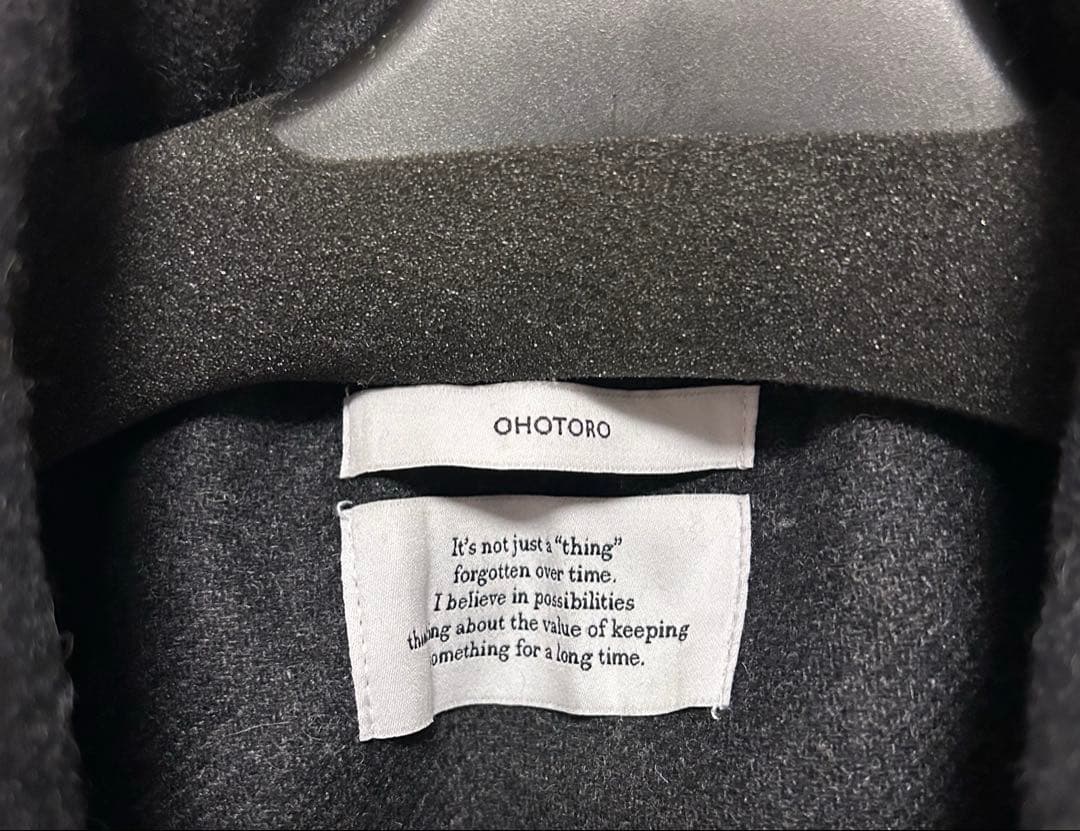 OHOTORO
It's not just a "thing"
forgotten over time.
I believe in possibilities
about the value of keeping
omething for a long time.